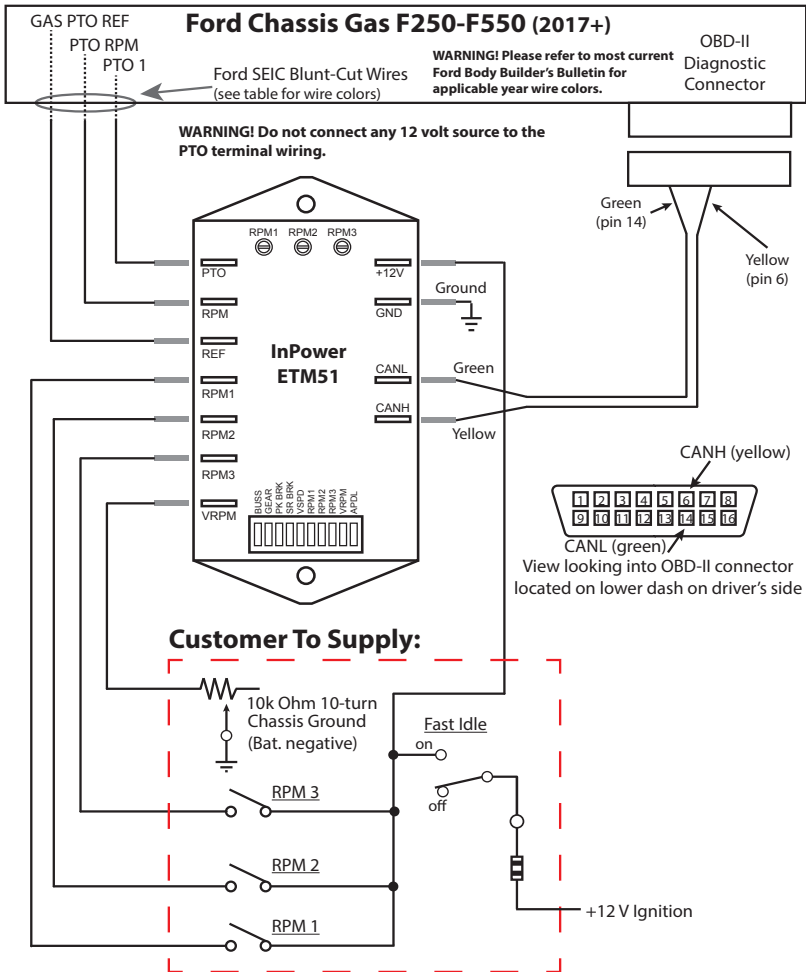 Ford Chassis Gas F250-F550 (2017+)
GAS PTO REF
PTO RPM
PTO 1
Ford SEIC Blunt-Cut Wires
(see table for wire colors)
WARNING! Please refer to most current
Ford Body Builder's Bulletin for
applicable year wire colors.
OBD-II
Diagnostic
Connector
WARNING! Do not connect any 12 volt source to the
PTO terminal wiring.
Green
(pin 14)
Yellow
(pin 6)
RPM1 RPM2 RPM3
PTO
RPM
REF
RPM1
RPM2
RPM3
VRPM
+12V
GND
CANL
CANH
InPower
ETM51
Ground
Green
Yellow
BUSS
GEAR
PK BRK
SR BRK
VSPD
RPM1
RPM2
RPM3
VRPM
APDL
CANH (yellow)
1 2 3 4 5 6 7 8
9 10 11 12 13 14 15 16
CANL (green)
View looking into OBD-II connector
located on lower dash on driver's side
Customer To Supply:
10k Ohm 10-turn
Chassis Ground
(Bat. negative)
Fast Idle
on
off
RPM 3
RPM 2
RPM 1
+12 V Ignition